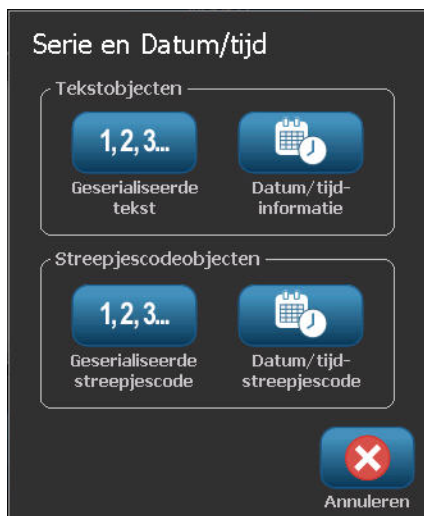 Serie en Datum/tijd
Tekstobjecten
1, 2, 3...
Geserialiseerde
tekst
Datum/tijd-
informatie
Streepjescodeobjecten
1, 2, 3...
Geserialiseerde
streepjescode
Datum/tijd-
streepjescode
Annuleren